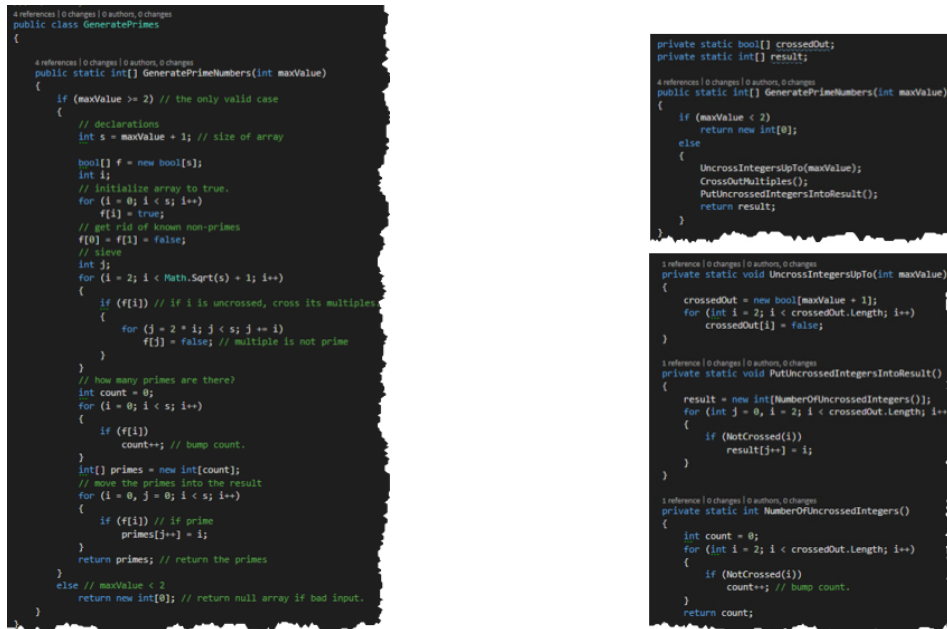 4 references | 0 changes | 0 authors, 0 changes
public class GeneratePrimes
{
4 references | 0 changes | 0 authors, 0 changes
public static int[] GeneratePrimeNumbers(int maxValue)
{
if (maxValue >= 2) // the only valid case
{
// declarations
int s = maxValue + 1; // size of array
bool[] f = new bool[s];
int i;
// initialize array to true.
for (i = 0; i < s; i++)
f[i] = true;
// get rid of known non-primes
f[0] = f[1] = false;
// sieve
int j;
for (i = 2; i < Math.Sqrt(s) + 1; i++)
{
if (f[i]) // if i is uncrossed, cross its multiples.
{
for (j = 2 * i; j < s; j += i)
f[j] = false; // multiple is not prime
}
}
// how many primes are there?
int count = 0;
for (i = 0; i < s; i++)
{
if (f[i])
count++; // bump count.
}
int[] primes = new int[count];
// move the primes into the result
for (i = 0, j = 0; i < s; i++)
{
if (f[i]) // if prime
primes[j++] = i;
}
return primes; // return the primes
}
else // maxValue < 2
return new int[0]; // return null array if bad input.
}
}
private static bool[] crossedOut;
private static int[] result;
4 references | 0 changes | 0 authors, 0 changes
public static int[] GeneratePrimeNumbers(int maxValue)
{
if (maxValue < 2)
return new int[0];
else
{
UncrossIntegersUpTo(maxValue);
CrossOutMultiples();
PutUncrossedIntegersIntoResult();
return result;
}
}
1 reference | 0 changes | 0 authors, 0 changes
private static void UncrossIntegersUpTo(int maxValue)
{
crossedOut = new bool[maxValue + 1];
for (int i = 2; i < crossedOut.Length; i++)
crossedOut[i] = false;
}
1 reference | 0 changes | 0 authors, 0 changes
private static void PutUncrossedIntegersIntoResult()
{
result = new int[NumberOfUncrossedIntegers()];
for (int j = 0, i = 2; i < crossedOut.Length; i++
{
if (NotCrossed(i))
result[j++] = i;
}
}
1 reference | 0 changes | 0 authors, 0 changes
private static int NumberOfUncrossedIntegers()
{
int count = 0;
for (int i = 2; i < crossedOut.Length; i++)
{
if (NotCrossed(i))
count++; // bump count.
}
return count;